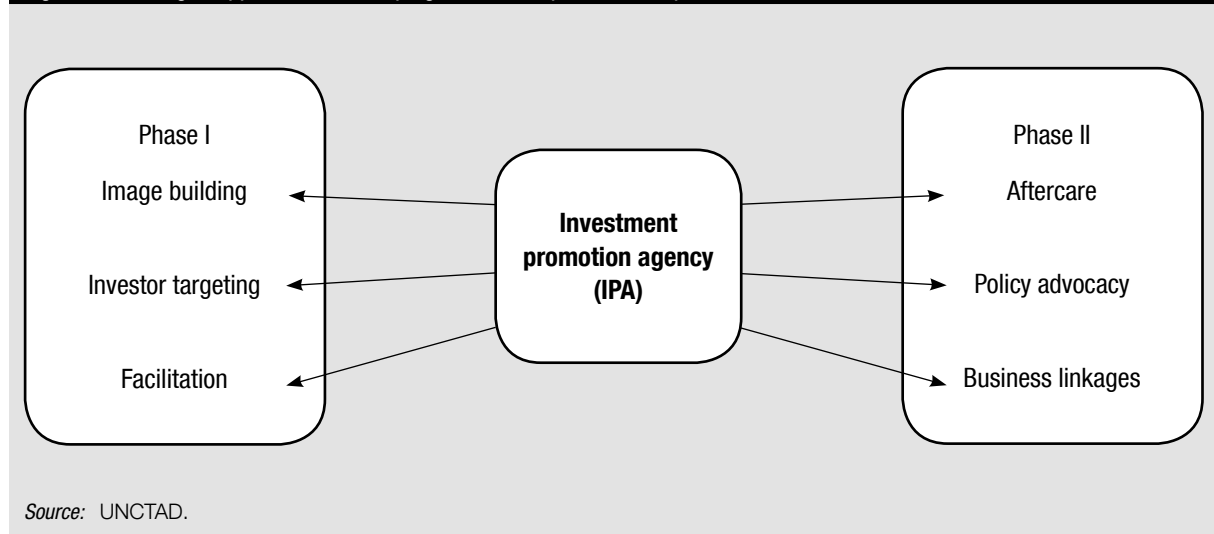 Phase I
Image building
Investor targeting
Facilitation
Investment
promotion agency
(IPA)
Phase II
Aftercare
Policy advocacy
Business linkages
Source: UNCTAD.